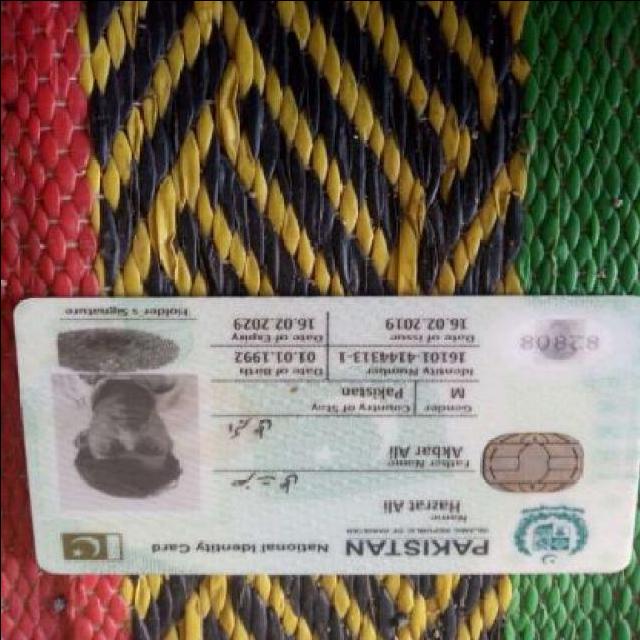 PAKISTAN National Identity Card
ISLAMIC REPUBLIC OF PAKISTAN
Name
Hazrat Ali
Father Name
Akbar Ali
Gender Country of Stay
M Pakistan
Identity Number Date of Birth
16101-4144313-1 01.01.1992
Date of Issue Date of Expiry
16.02.2019 16.02.2029
Holder's Signature
82808